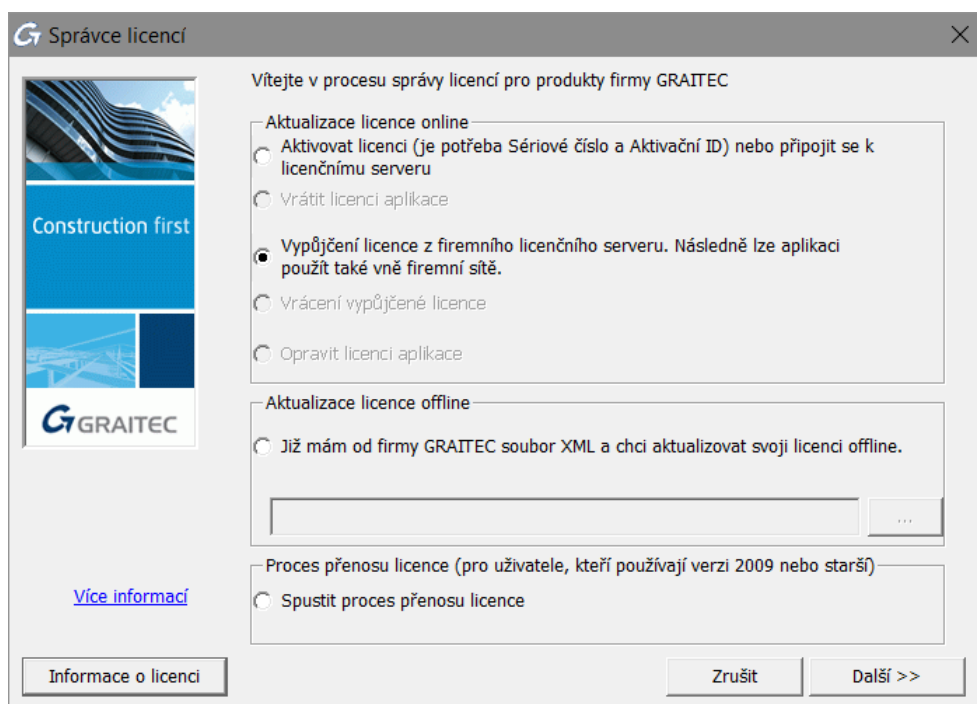 Správce licencí
Vítejte v procesu správy licencí pro produkty firmy GRAITEC
Aktualizace licence online
Aktivovat licenci (je potřeba Sériové číslo a Aktivační ID) nebo připojit se k
licenčnímu serveru
Vrátit licenci aplikace
Construction first
Vypůjčení licence z firemního licenčního serveru. Následně lze aplikaci
použít také vně firemní sítě.
Vrácení vypůjčené licence
Opravit licenci aplikace
GRAITEC
Aktualizace licence offline
Již mám od firmy GRAITEC soubor XML a chci aktualizovat svoji licenci offline.
...
Proces přenosu licence (pro uživatele, kteří používají verzi 2009 nebo starší)
Spustit proces přenosu licence
Více informací
Informace o licenci
Zrušit
Další >>